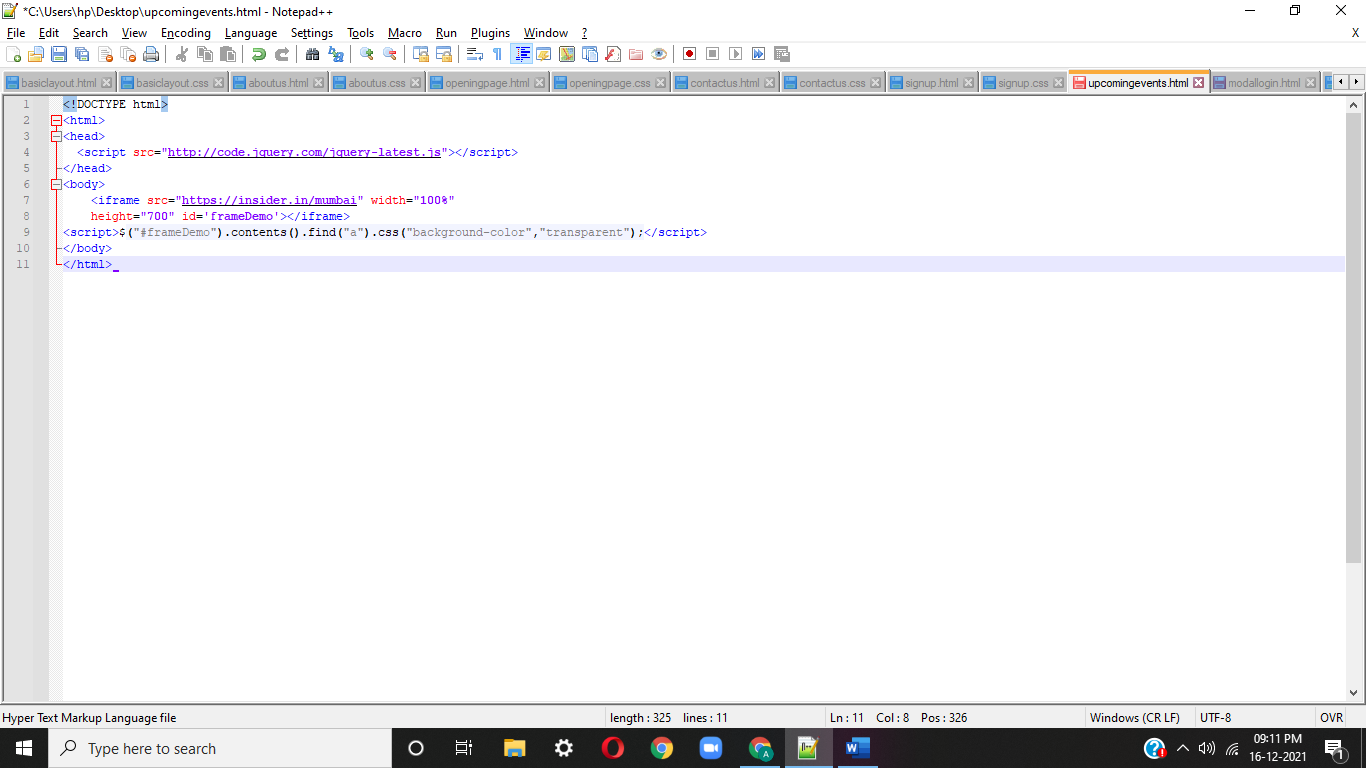 *C:\Users\hp\Desktop\upcomingevents.html - Notepad++
File Edit Search View Encoding Language Settings Tools Macro Run Plugins Window ? X
basiclayout.html basiclayout.css aboutus.html aboutus.css openingpage.html openingpage.css contactus.html contactus.css signup.html signup.css upcomingevents.html modallogin.html
1 <!DOCTYPE html>
2 <html>
3 <head>
4 <script src="http://code.jquery.com/jquery-latest.js"></script>
5 </head>
6 <body>
7 <iframe src="https://insider.in/mumbai" width="100%"
8 height="700" id='frameDemo'></iframe>
9 <script>$("#frameDemo").contents().find("a").css("background-color","transparent");</script>
10 </body>
11 </html>
Hyper Text Markup Language file length : 325 lines : 11 Ln : 11 Col : 8 Pos : 326 Windows (CR LF) UTF-8 OVR
Type here to search
09:11 PM
16-12-2021
1